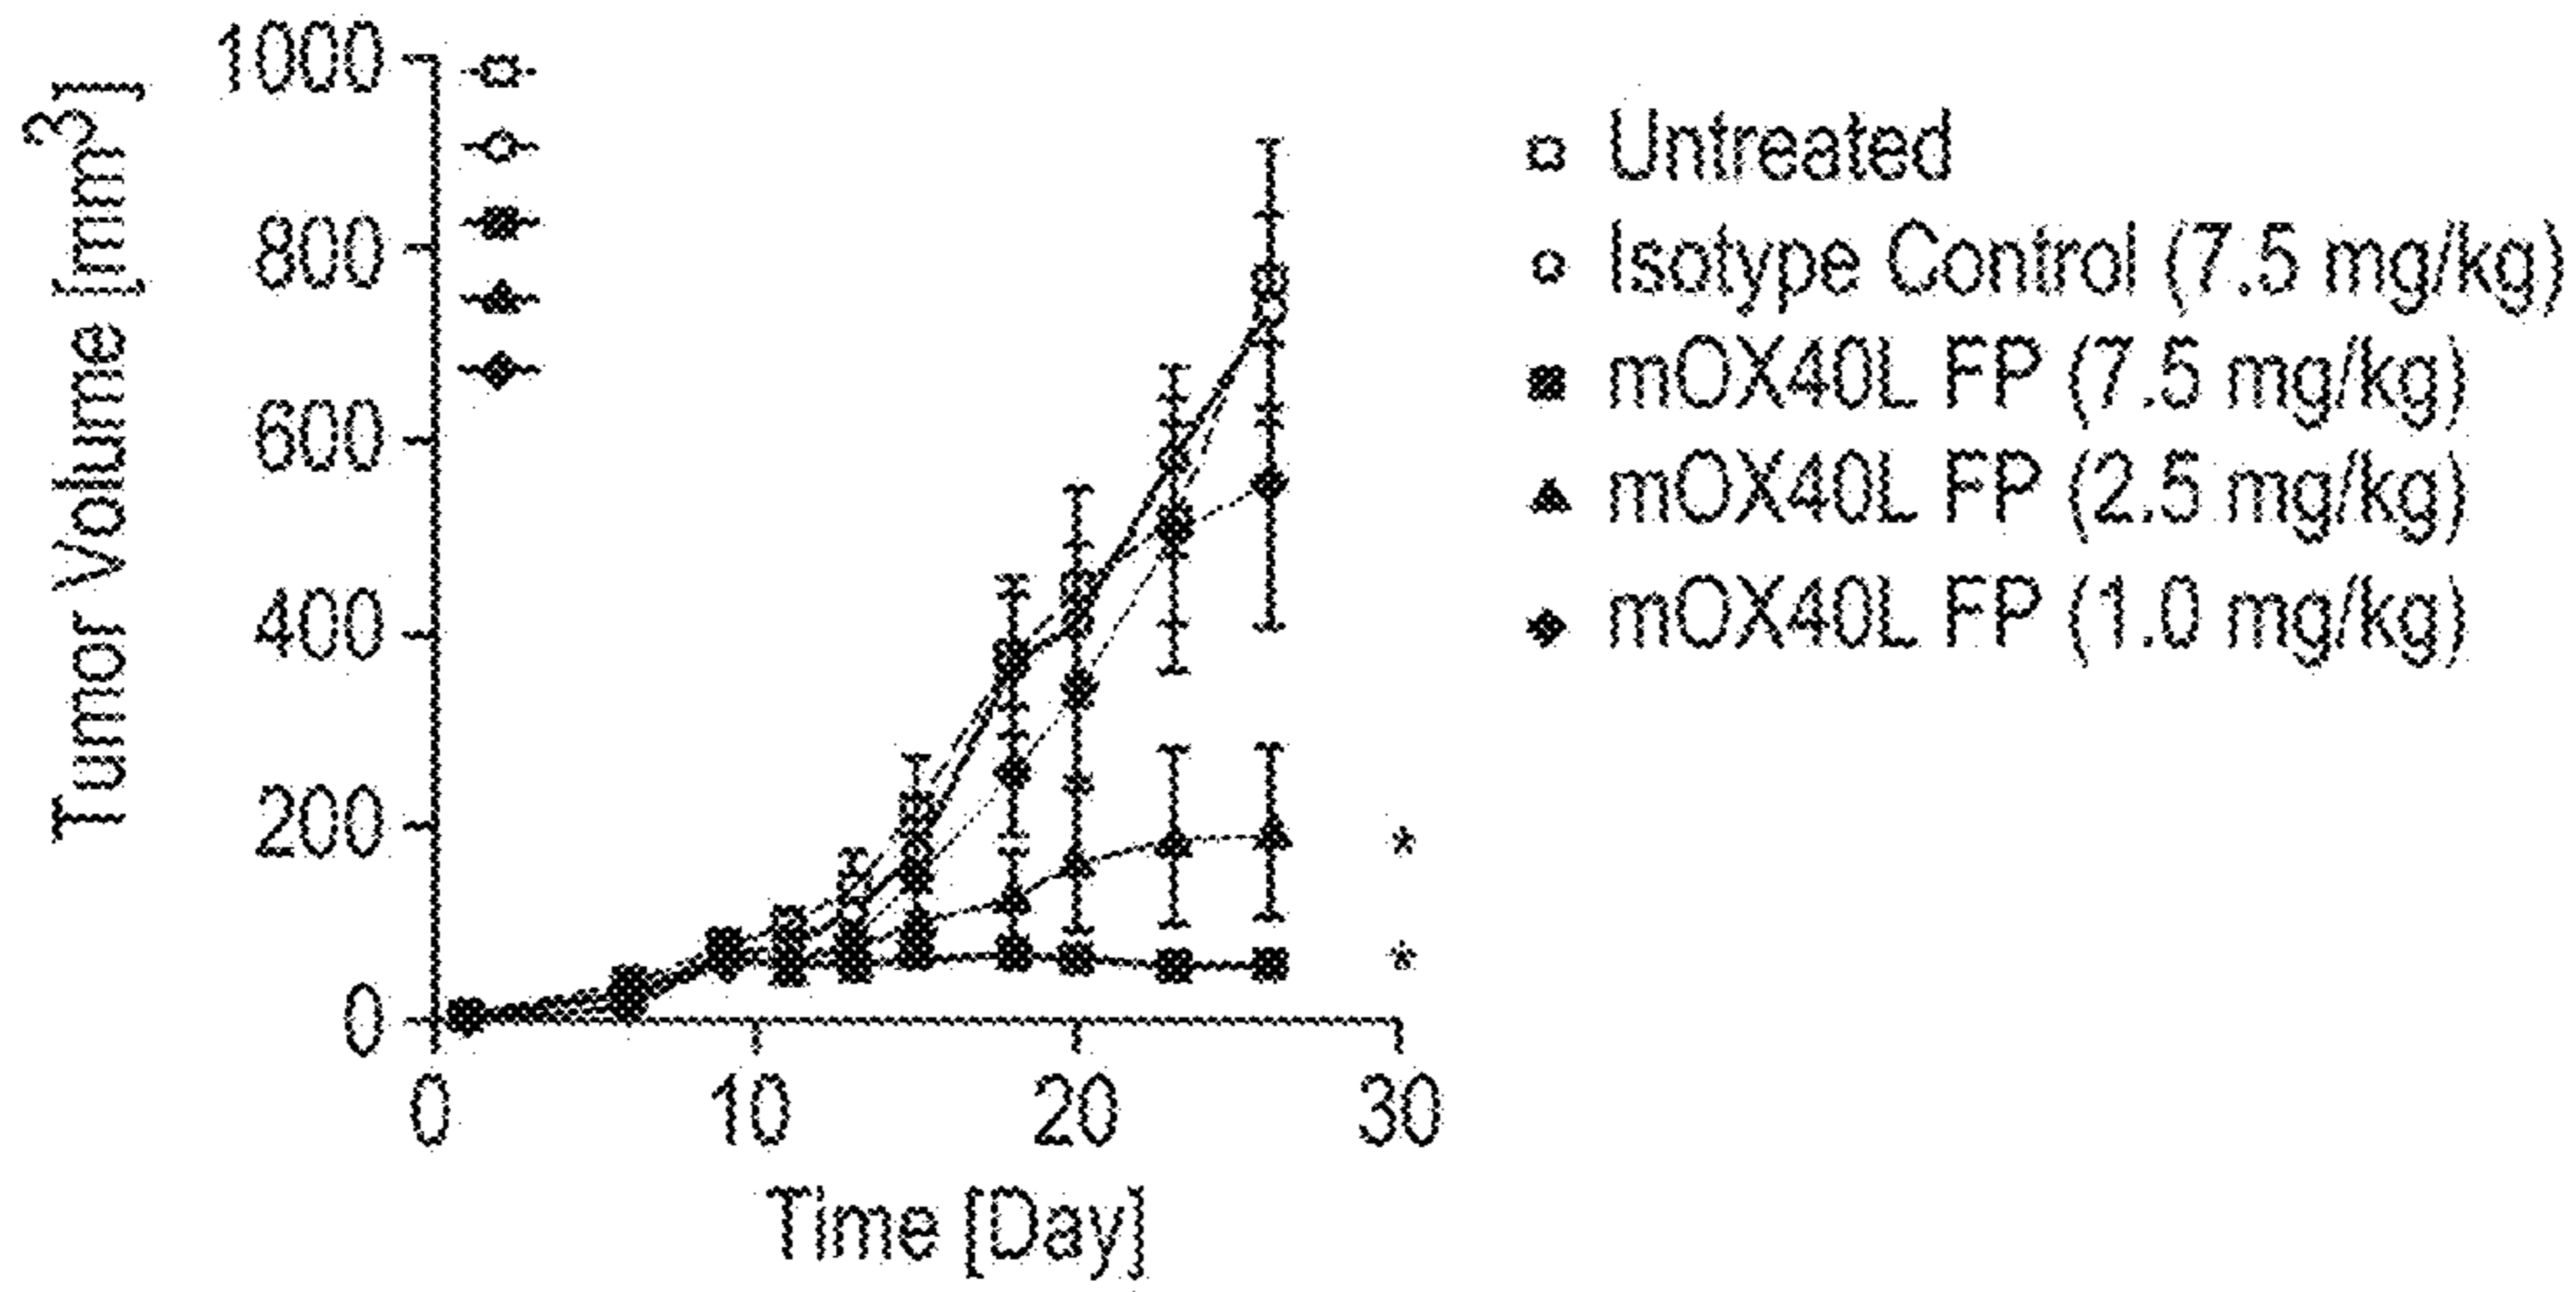 Tumor Volume [mm³]
1000
800
600
400
200
0
0 10 20 30
Time [Day]
Untreated
Isotype Control (7.5 mg/kg)
mOX40L FP (7.5 mg/kg)
mOX40L FP (2.5 mg/kg)
mOX40L FP (1.0 mg/kg)
*
*